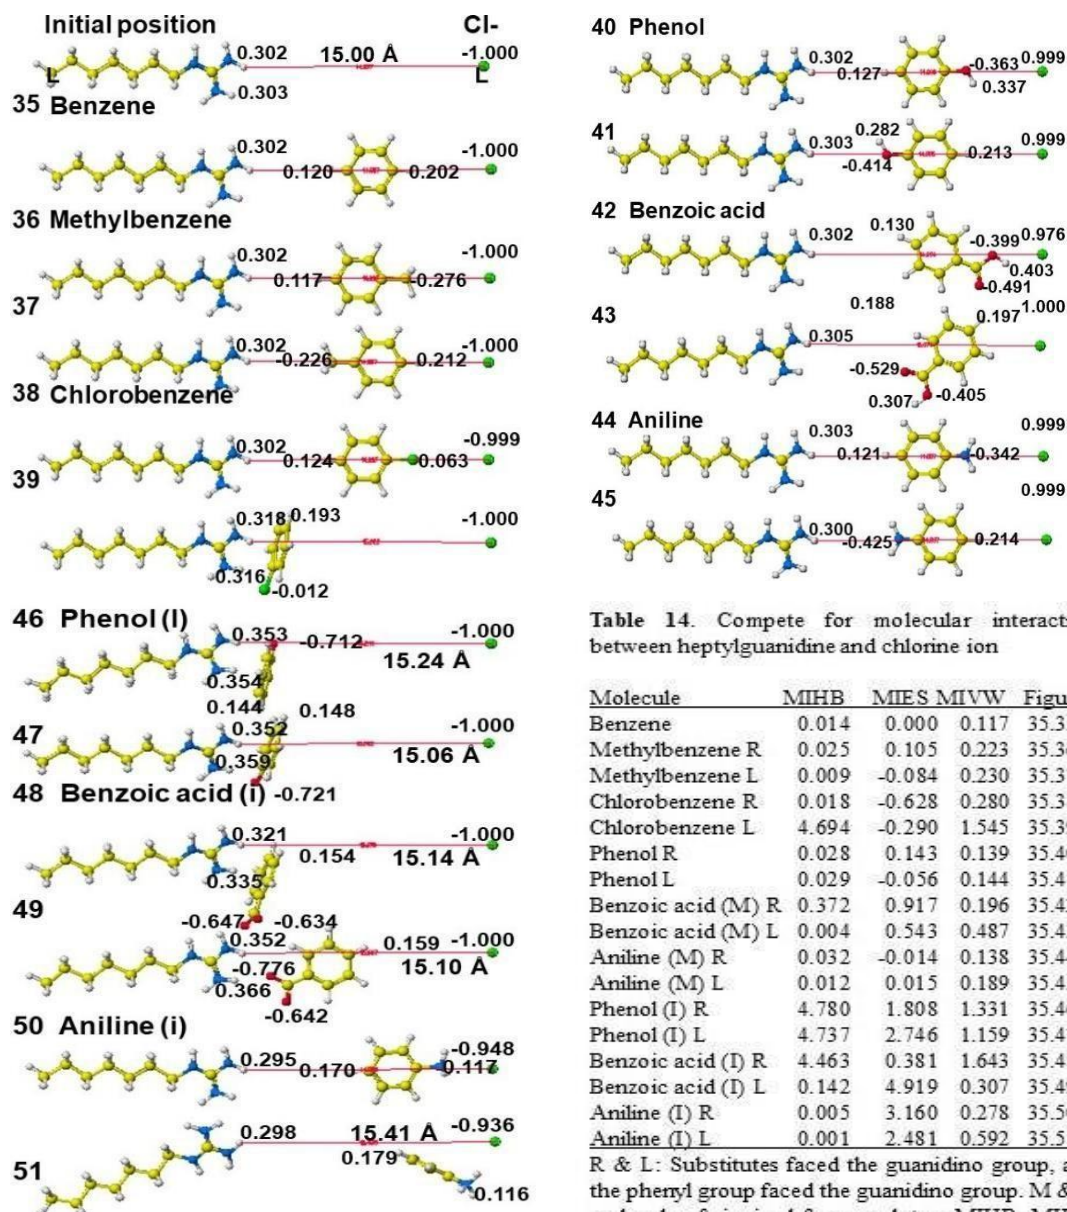 Initial position Cl-
0.302 15.00 Å -1.000
L L
0.303
35 Benzene
0.302 -1.000
0.120 0.202
36 Methylbenzene
0.302 -1.000
0.117 -0.276
37
0.302 -1.000
-0.226 0.212
38 Chlorobenzene
0.302 -0.999
0.124 0.063
39
0.318 0.193 -1.000
0.316
-0.012
46 Phenol (I)
0.353 -0.712 -1.000
15.24 Å
0.354
0.144
47
0.352 0.148 -1.000
0.359 15.06 Å
-0.721
48 Benzoic acid (i)
0.321 -1.000
0.154 15.14 Å
0.335
-0.647 -0.634
49
0.352 0.159 -1.000
-0.776 15.10 Å
0.366
-0.642
50 Aniline (i)
0.295 -0.948
0.170 0.117
51
0.298 15.41 Å -0.936
0.179
0.116
40 Phenol
0.302 -0.363 0.999
0.127 0.337
41
0.282 0.999
0.303 0.213
-0.414
42 Benzoic acid
0.302 0.130 -0.399 0.976
0.403
-0.491
43
0.188 0.197 1.000
0.305
-0.529
0.307 -0.405
44 Aniline
0.303 0.999
0.121 -0.342
45
0.999
0.300
-0.425 0.214
Table 14. Compete for molecular interacti
between heptylguanidine and chlorine ion
Molecule MIHB MIES MIVW Figu
Benzene 0.014 0.000 0.117 35.3
Methylbenzene R 0.025 0.105 0.223 35.3
Methylbenzene L 0.009 -0.084 0.230 35.3
Chlorobenzene R 0.018 -0.628 0.280 35.3
Chlorobenzene L 4.694 -0.290 1.545 35.3
Phenol R 0.028 0.143 0.139 35.4
Phenol L 0.029 -0.056 0.144 35.4
Benzoic acid (M) R 0.372 0.917 0.196 35.4
Benzoic acid (M) L 0.004 0.543 0.487 35.4
Aniline (M) R 0.032 -0.014 0.138 35.4
Aniline (M) L 0.012 0.015 0.189 35.4
Phenol (I) R 4.780 1.808 1.331 35.4
Phenol (I) L 4.737 2.746 1.159 35.4
Benzoic acid (I) R 4.463 0.381 1.643 35.4
Benzoic acid (I) L 0.142 4.919 0.307 35.4
Aniline (I) R 0.005 3.160 0.278 35.5
Aniline (I) L 0.001 2.481 0.592 35.5
R & L: Substitutes faced the guanidino group, a
the phenyl group faced the guanidino group. M &